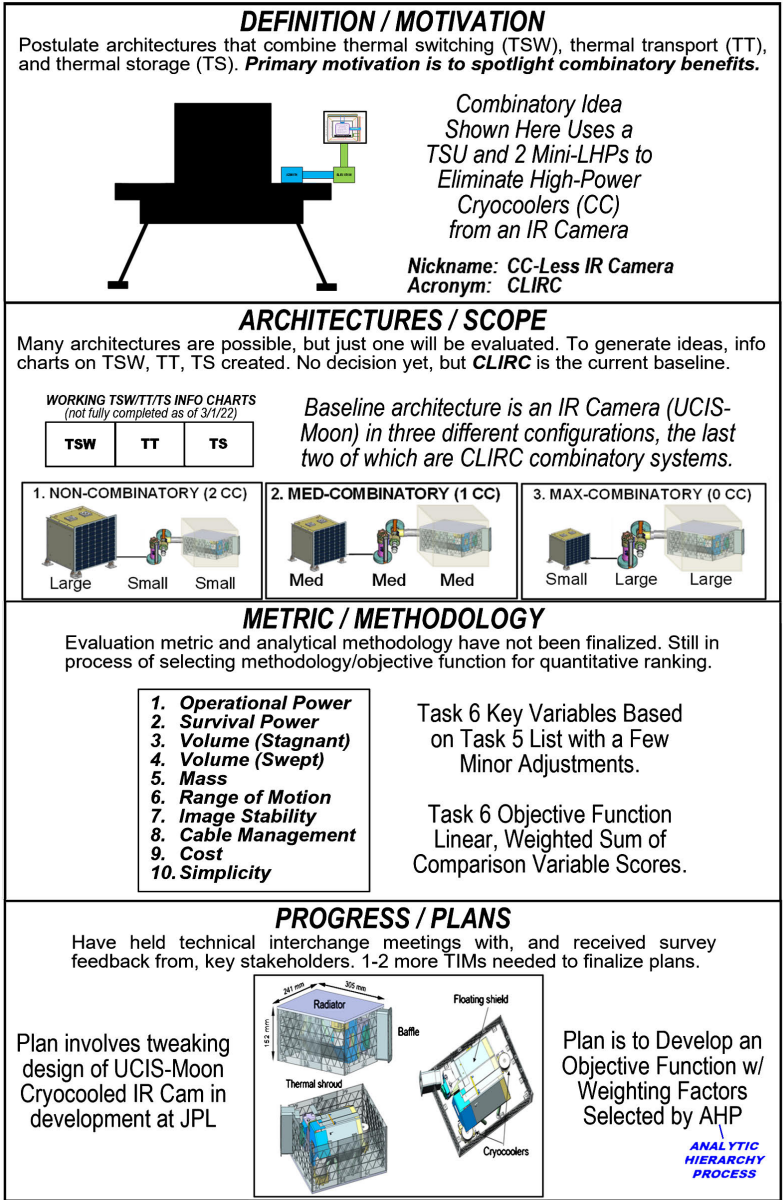 DEFINITION / MOTIVATION
Postulate architectures that combine thermal switching (TSW), thermal transport (TT),
and thermal storage (TS). Primary motivation is to spotlight combinatory benefits.
Combinatory Idea
Shown Here Uses a
TSU and 2 Mini-LHPs to
Eliminate High-Power
Cryocoolers (CC)
from an IR Camera
Nickname: CC-Less IR Camera
Acronym: CLIRC
ARCHITECTURES / SCOPE
Many architectures are possible, but just one will be evaluated. To generate ideas, info
charts on TSW, TT, TS created. No decision yet, but CLIRC is the current baseline.
WORKING TSW/TT/TS INFO CHARTS
(not fully completed as of 3/1/22)
TSW TT TS
Baseline architecture is an IR Camera (UCIS-
Moon) in three different configurations, the last
two of which are CLIRC combinatory systems.
1. NON-COMBINATORY (2 CC)
Large Small Small
2. MED-COMBINATORY (1 CC)
Med Med Med
3. MAX-COMBINATORY (0 CC)
Small Large Large
METRIC / METHODOLOGY
Evaluation metric and analytical methodology have not been finalized. Still in
process of selecting methodology/objective function for quantitative ranking.
1. Operational Power
2. Survival Power
3. Volume (Stagnant)
4. Volume (Swept)
5. Mass
6. Range of Motion
7. Image Stability
8. Cable Management
9. Cost
10. Simplicity
Task 6 Key Variables Based
on Task 5 List with a Few
Minor Adjustments.
Task 6 Objective Function
Linear, Weighted Sum of
Comparison Variable Scores.
PROGRESS / PLANS
Have held technical interchange meetings with, and received survey
feedback from, key stakeholders. 1-2 more TIMs needed to finalize plans.
Plan involves tweaking
design of UCIS-Moon
Cryocooled IR Cam in
development at JPL
241 mm
305 mm
152 mm
Radiator
Baffle
Thermal shroud
Floating shield
Cryocoolers
Plan is to Develop an
Objective Function w/
Weighting Factors
Selected by AHP
ANALYTIC
HIERARCHY
PROCESS